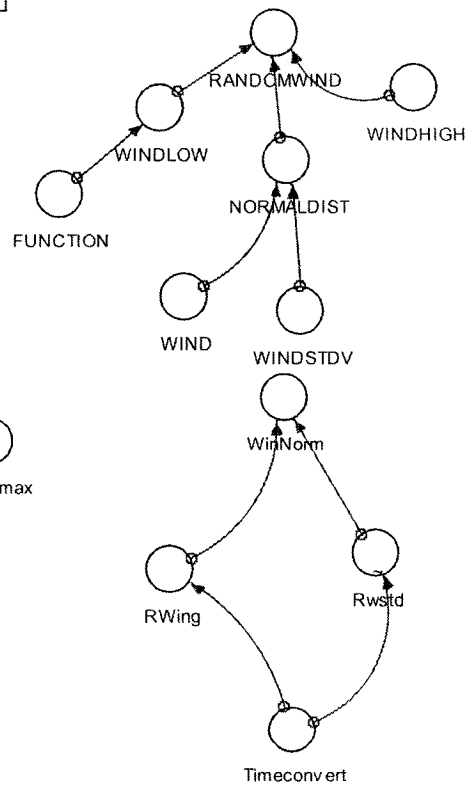 RANDOMWIND
WINDHIGH
WINDLOW
NORMALDIST
FUNCTION
WIND
WINDSTDV
WinNorm
max
Rwstd
RWing
Timeconvert